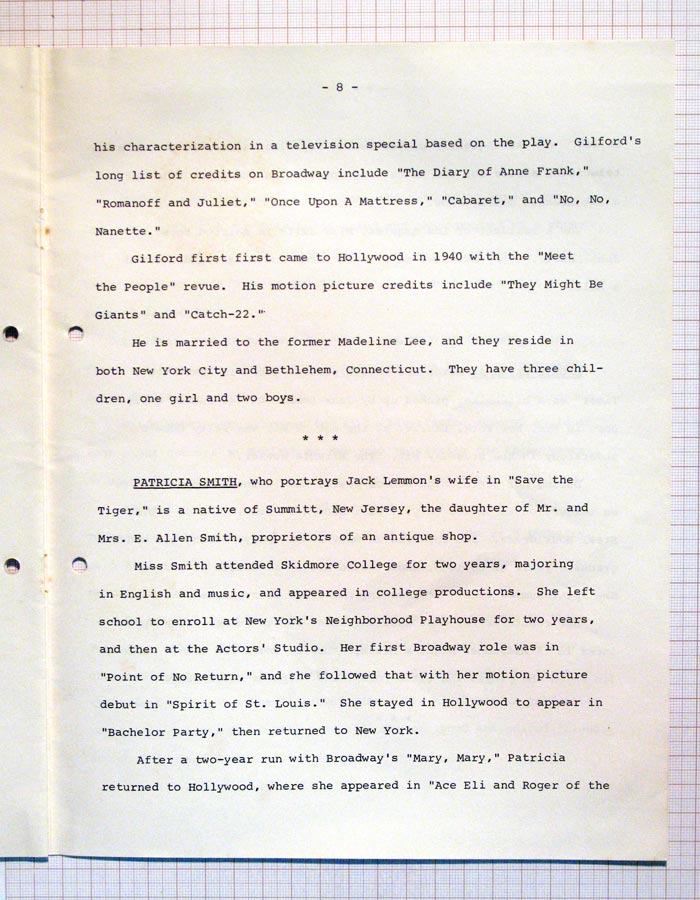 - 8 -
his characterization in a television special based on the play.  Gilford's
long list of credits on Broadway include "The Diary of Anne Frank,"
"Romanoff and Juliet," "Once Upon A Mattress," "Cabaret," and "No, No,
Nanette."
Gilford first first came to Hollywood in 1940 with the "Meet
the People" revue.  His motion picture credits include "They Might Be
Giants" and "Catch-22."
He is married to the former Madeline Lee, and they reside in
both New York City and Bethlehem, Connecticut.  They have three chil-
dren, one girl and two boys.
* * *
PATRICIA SMITH, who portrays Jack Lemmon's wife in "Save the
Tiger," is a native of Summitt, New Jersey, the daughter of Mr. and
Mrs. E. Allen Smith, proprietors of an antique shop.
Miss Smith attended Skidmore College for two years, majoring
in English and music, and appeared in college productions.  She left
school to enroll at New York's Neighborhood Playhouse for two years,
and then at the Actors' Studio.  Her first Broadway role was in
"Point of No Return," and she followed that with her motion picture
debut in "Spirit of St. Louis."  She stayed in Hollywood to appear in
"Bachelor Party," then returned to New York.
After a two-year run with Broadway's "Mary, Mary," Patricia
returned to Hollywood, where she appeared in "Ace Eli and Roger of the